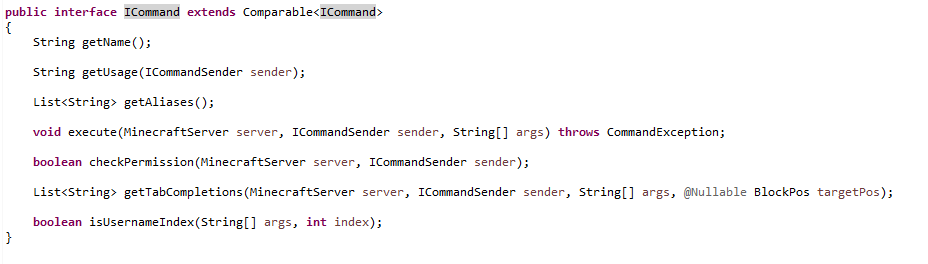 public interface ICommand extends Comparable<ICommand>
{
    String getName();
    String getUsage(ICommandSender sender);
    List<String> getAliases();
    void execute(MinecraftServer server, ICommandSender sender, String[] args) throws CommandException;
    boolean checkPermission(MinecraftServer server, ICommandSender sender);
    List<String> getTabCompletions(MinecraftServer server, ICommandSender sender, String[] args, @Nullable BlockPos targetPos);
    boolean isUsernameIndex(String[] args, int index);
}